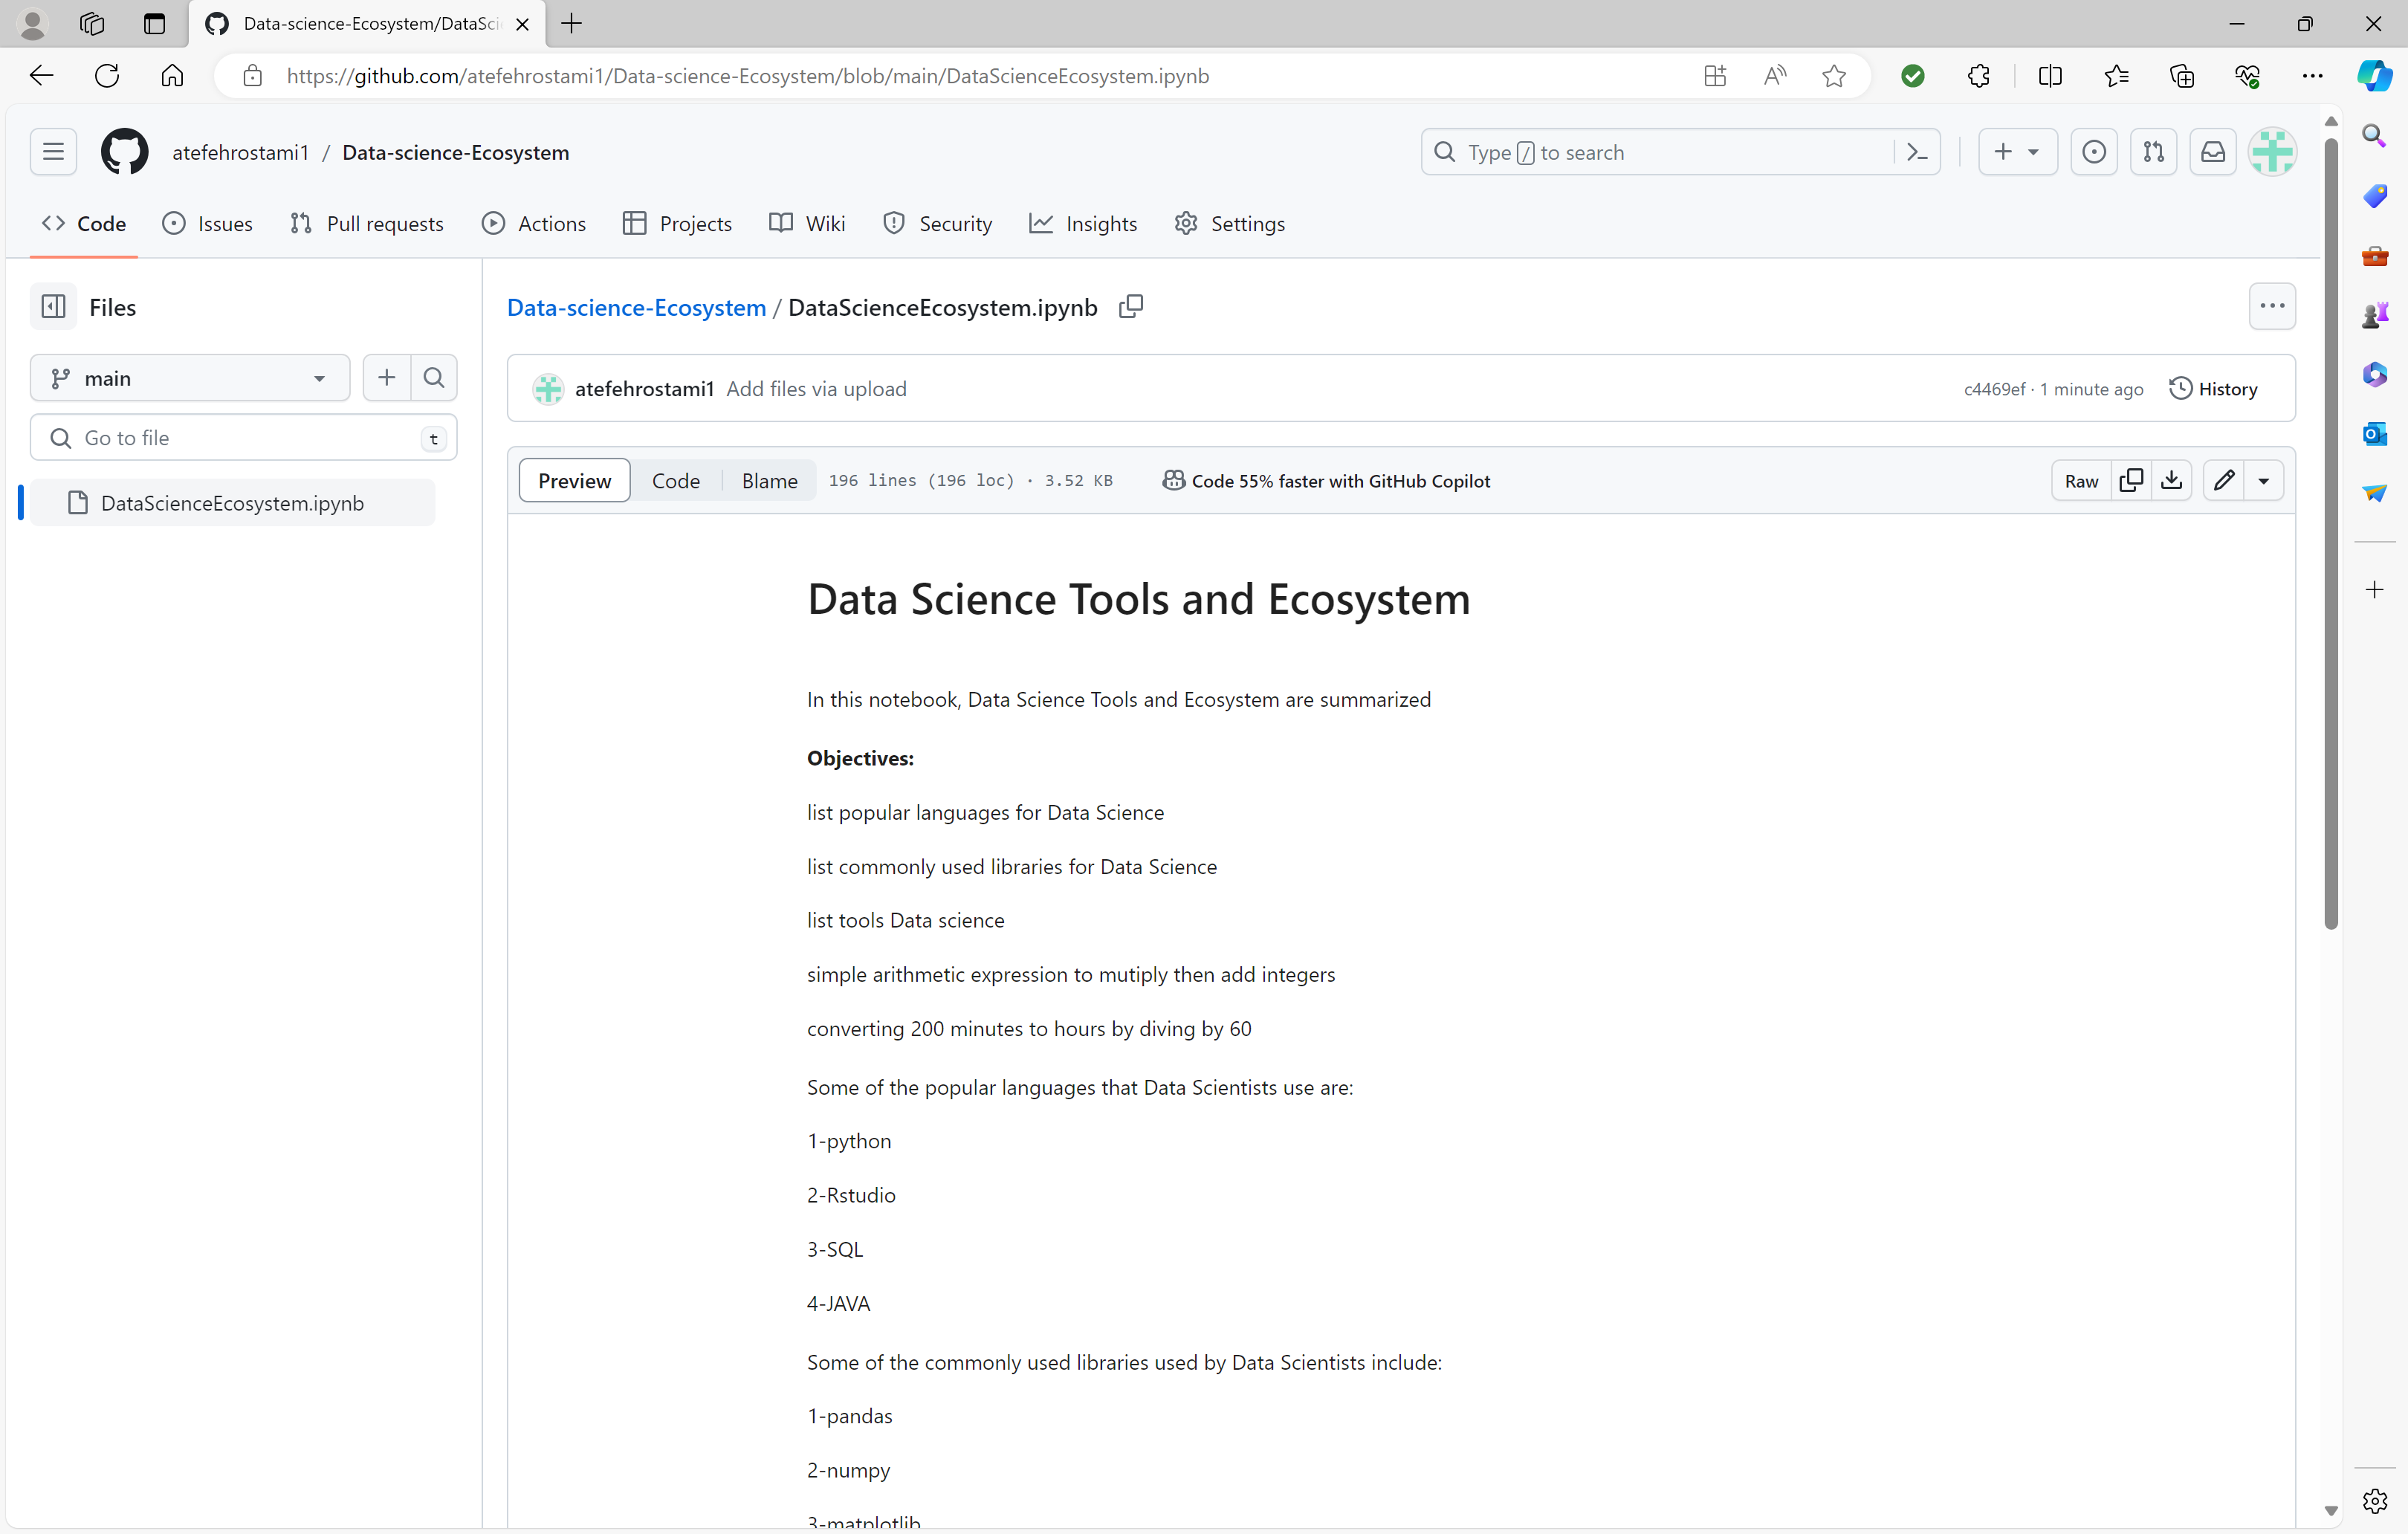 Data-science-Ecosystem/DataScie
https://github.com/atefehrostami1/Data-science-Ecosystem/blob/main/DataScienceEcosystem.ipynb
atefehrostami1 / Data-science-Ecosystem
Type / to search
Code Issues Pull requests Actions Projects Wiki Security Insights Settings
Files
main
Go to file t
DataScienceEcosystem.ipynb
Data-science-Ecosystem / DataScienceEcosystem.ipynb
atefehrostami1 Add files via upload c4469ef · 1 minute ago History
Preview Code Blame 196 lines (196 loc) · 3.52 KB Code 55% faster with GitHub Copilot Raw
Data Science Tools and Ecosystem
In this notebook, Data Science Tools and Ecosystem are summarized
Objectives:
list popular languages for Data Science
list commonly used libraries for Data Science
list tools Data science
simple arithmetic expression to mutiply then add integers
converting 200 minutes to hours by diving by 60
Some of the popular languages that Data Scientists use are:
1-python
2-Rstudio
3-SQL
4-JAVA
Some of the commonly used libraries used by Data Scientists include:
1-pandas
2-numpy
3-matplotlib